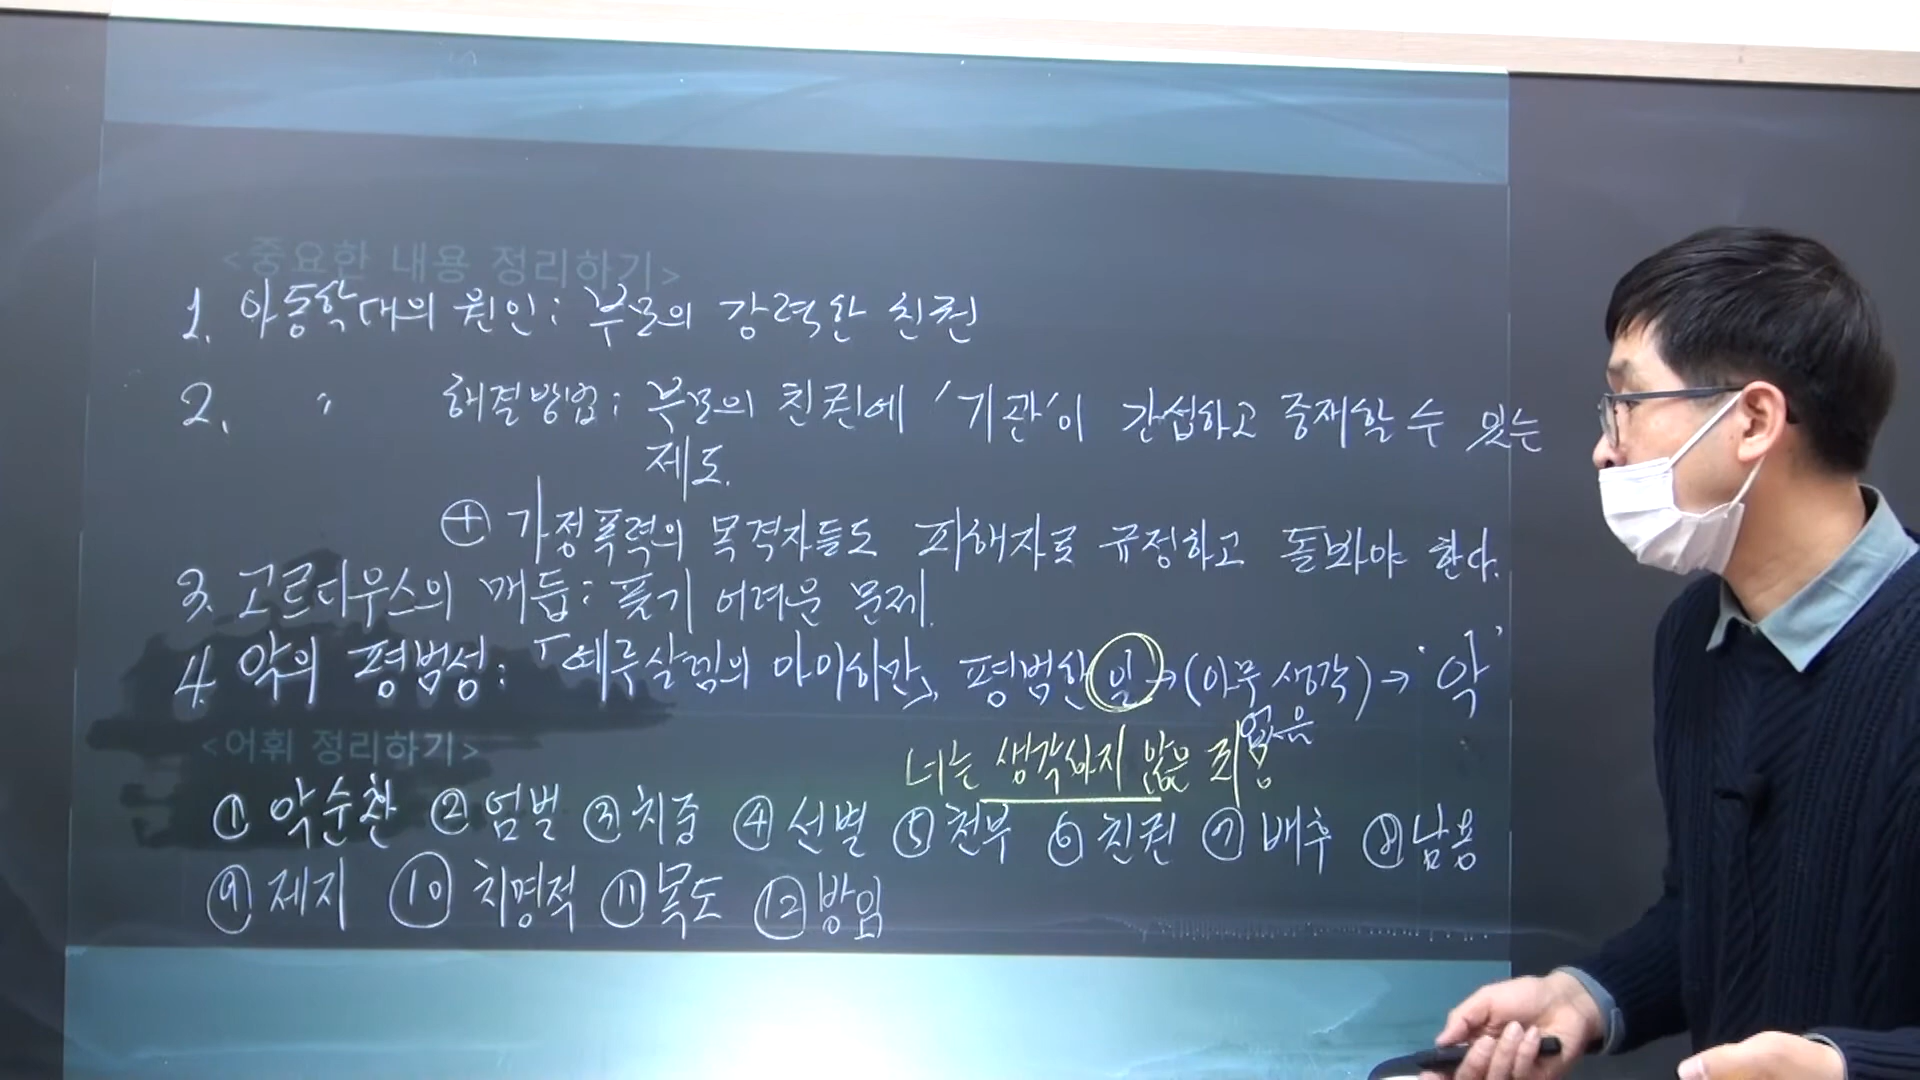 <중요한 내용 정리하기>
1. 아동학대의 원인: 부모의 강력한 친권
2. 〃 해결방법: 부모의 친권에 '기관'이 간섭하고 중재할 수 있는
제도.
⊕ 가정폭력의 목격자들도 피해자로 규정하고 돌봐야 한다.
3. 고르디우스의 매듭: 풀기 어려운 문제.
4. 악의 평범성: 「예루살렘의 아이히만」, 평범한 일→(아무 생각)→'악'
없음
<어휘 정리하기>
너는 생각하지 않은 죄
① 악순환 ② 엄벌 ③ 치중 ④ 선별 ⑤ 천부 ⑥ 친권 ⑦ 배후 ⑧ 남용
⑨ 제지 ⑩ 치명적 ⑪ 목도 ⑫ 방임